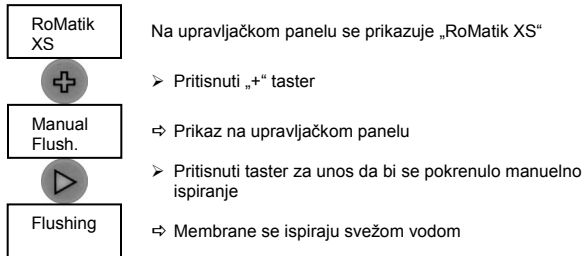 RoMatik
XS
Na upravljačkom panelu se prikazuje „RoMatik XS“
➢ Pritisnuti „+“ taster
Manual
Flush.
⇨ Prikaz na upravljačkom panelu
➢ Pritisnuti taster za unos da bi se pokrenulo manuelno
ispiranje
Flushing
⇨ Membrane se ispiraju svežom vodom